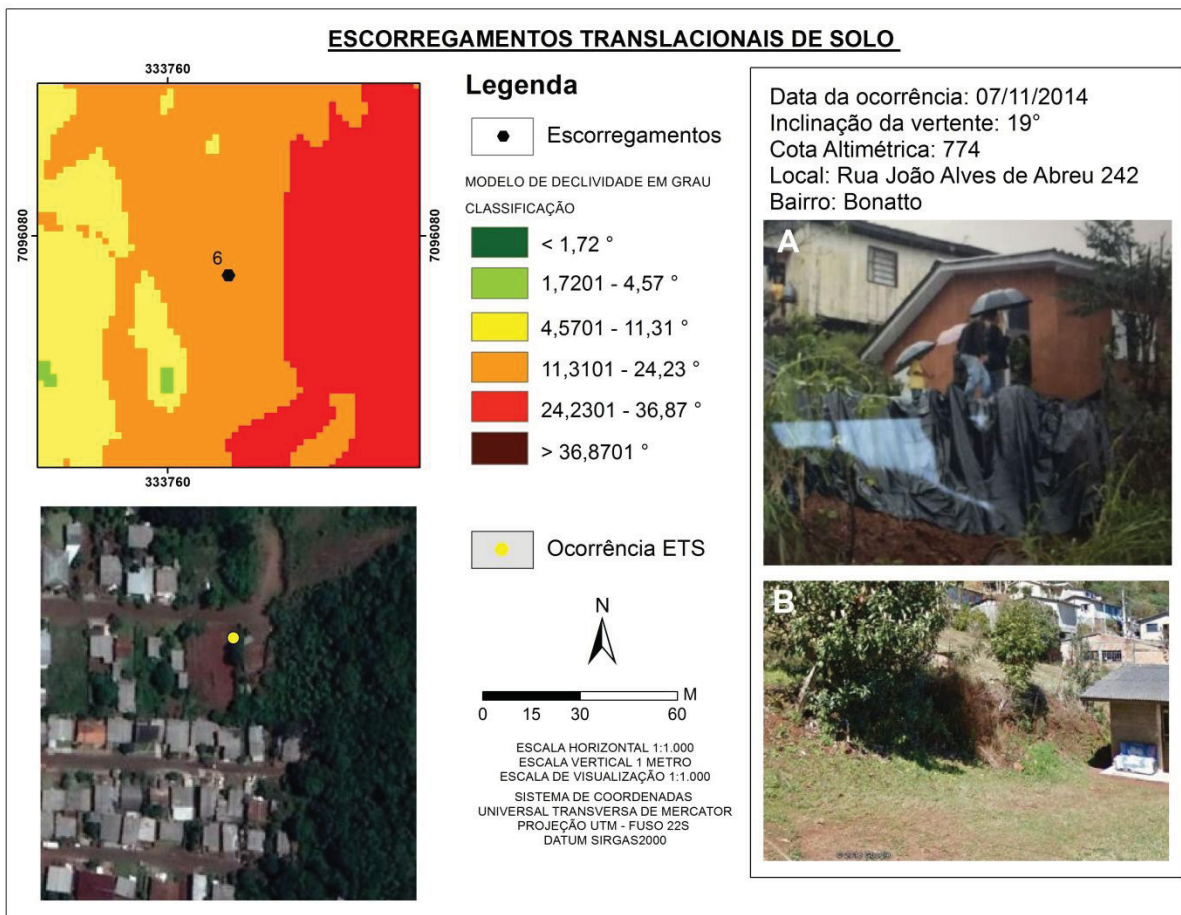 ESCORREGAMENTOS TRANSLACIONAIS DE SOLO
333760
7096080
6
7096080
333760
Legenda
Escorregamentos
MODELO DE DECLIVIDADE EM GRAU
CLASSIFICAÇÃO
< 1,72 °
1,7201 - 4,57 °
4,5701 - 11,31 °
11,3101 - 24,23 °
24,2301 - 36,87 °
> 36,8701 °
Ocorrência ETS
N
M
0 15 30 60
ESCALA HORIZONTAL 1:1.000
ESCALA VERTICAL 1 METRO
ESCALA DE VISUALIZAÇÃO 1:1.000
SISTEMA DE COORDENADAS
UNIVERSAL TRANSVERSA DE MERCATOR
PROJEÇÃO UTM - FUSO 22S
DATUM SIRGAS2000
Data da ocorrência: 07/11/2014
Inclinação da vertente: 19°
Cota Altimétrica: 774
Local: Rua João Alves de Abreu 242
Bairro: Bonatto
A
B